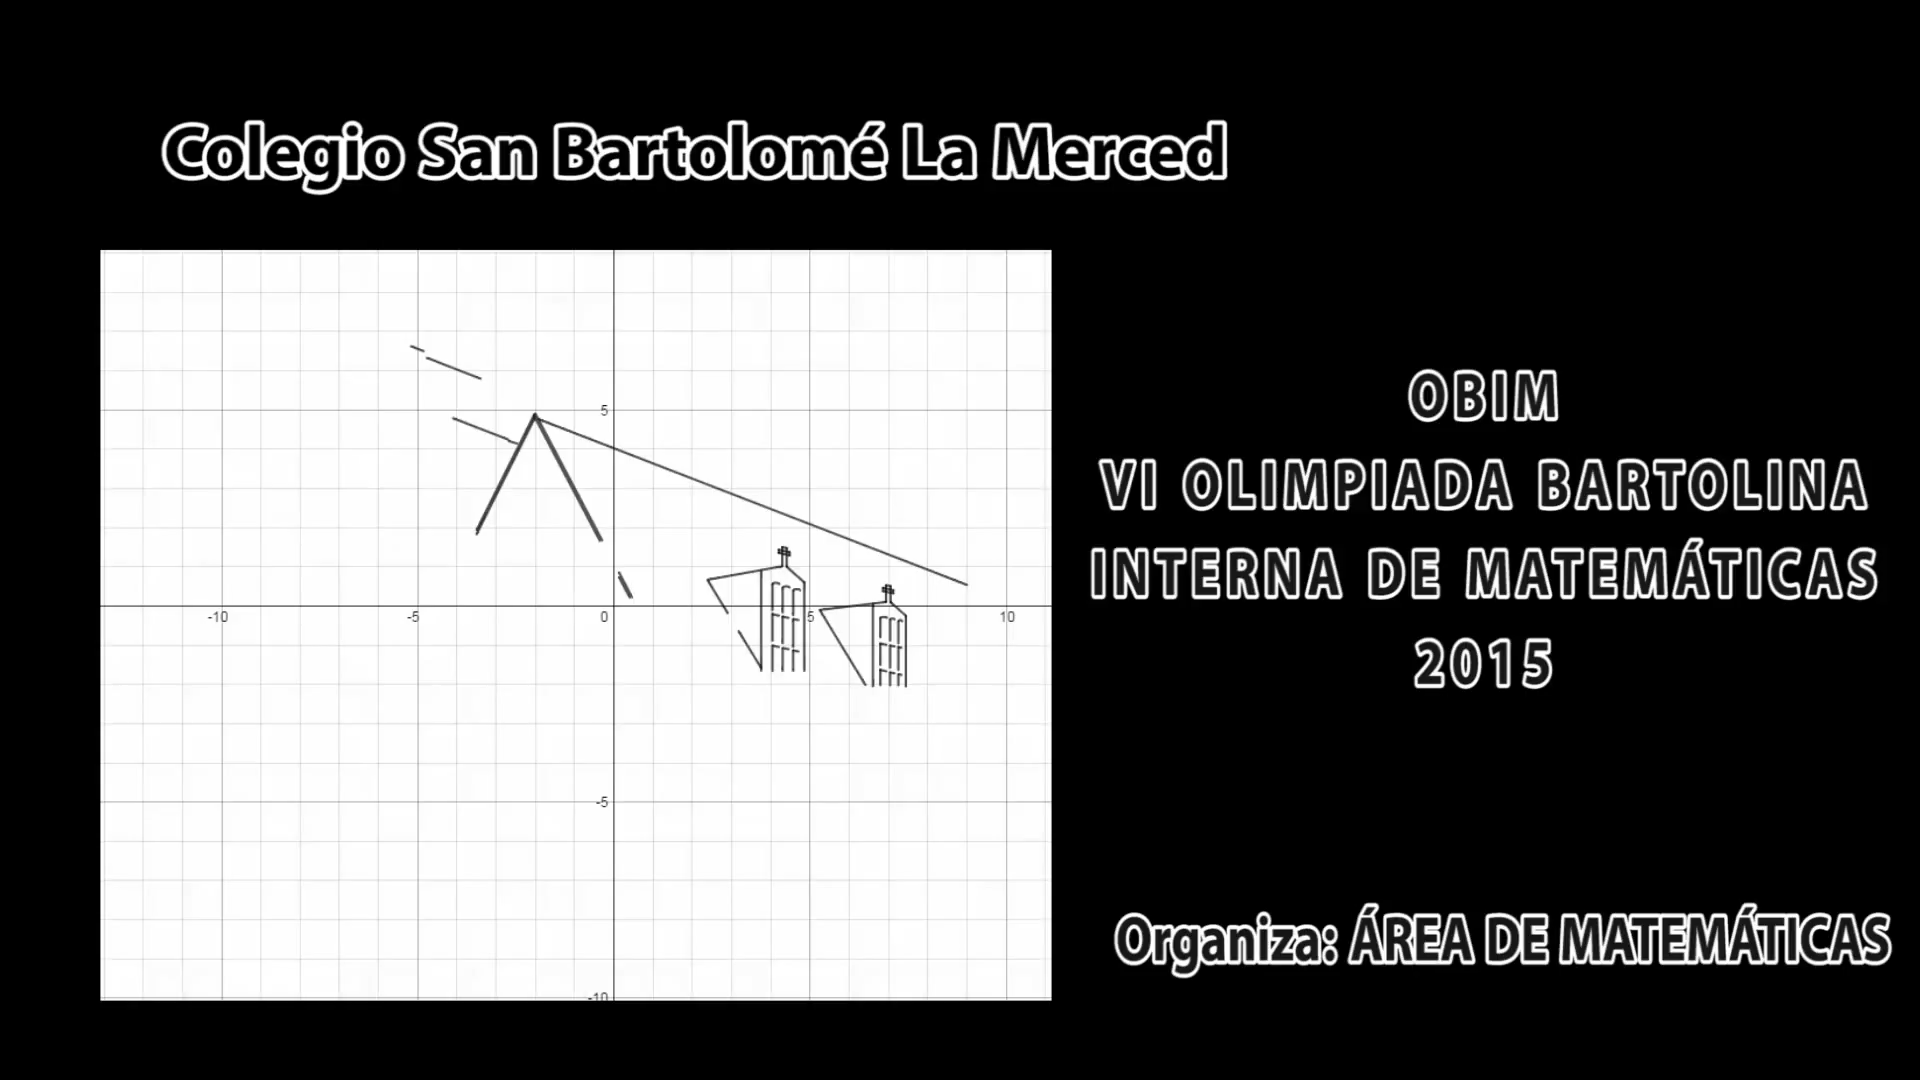 Colegio San Bartolomé La Merced
5
-10
-5
0
5
10
-5
-10
OBIM
VI OLIMPIADA BARTOLINA
INTERNA DE MATEMÁTICAS
2015
Organiza: ÁREA DE MATEMÁTICAS